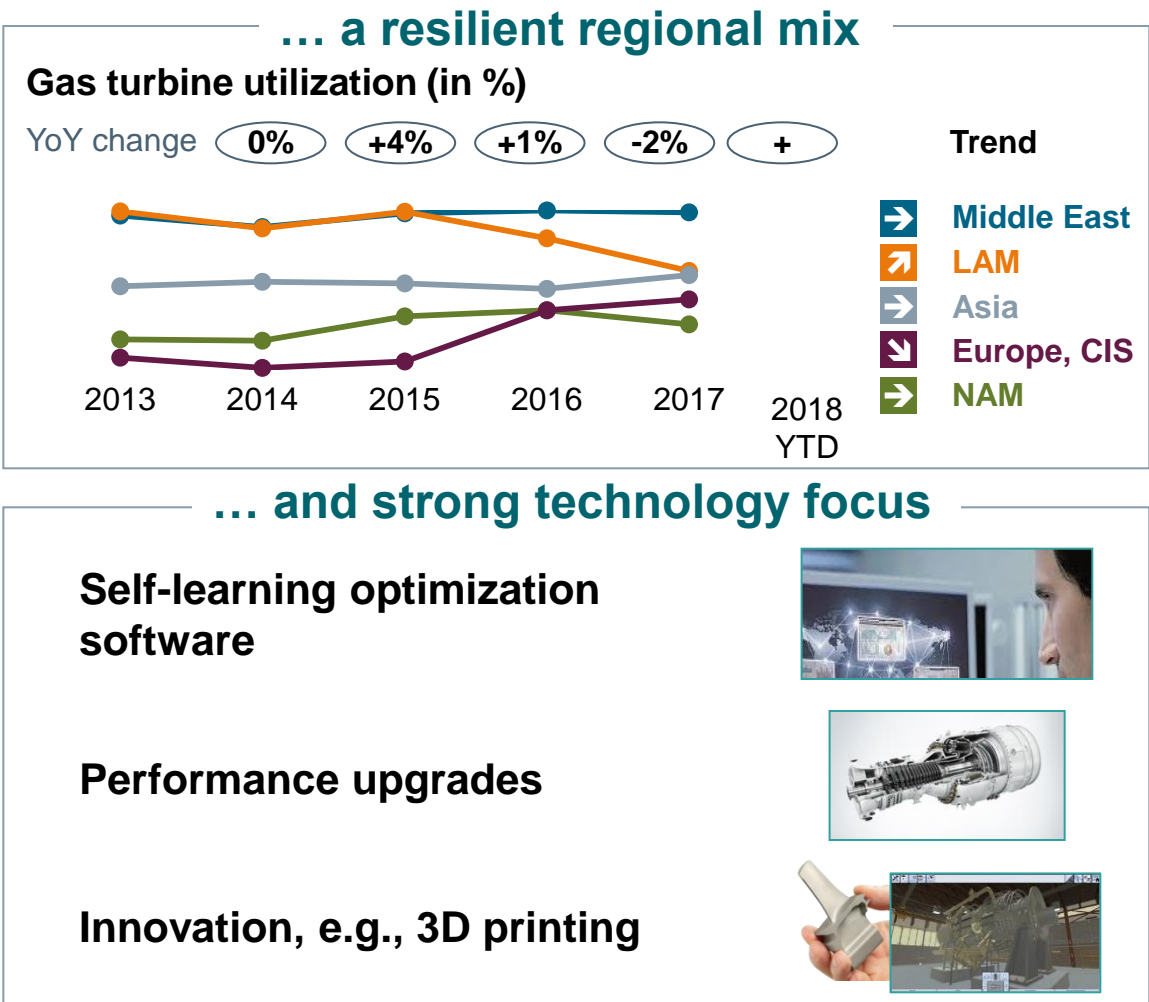 … a resilient regional mix
Gas turbine utilization (in %)
YoY change 0% +4% +1% -2% + Trend
Middle East
LAM
Asia
Europe, CIS
NAM
2013 2014 2015 2016 2017 2018
YTD
… and strong technology focus
Self-learning optimization
software
Performance upgrades
Innovation, e.g., 3D printing